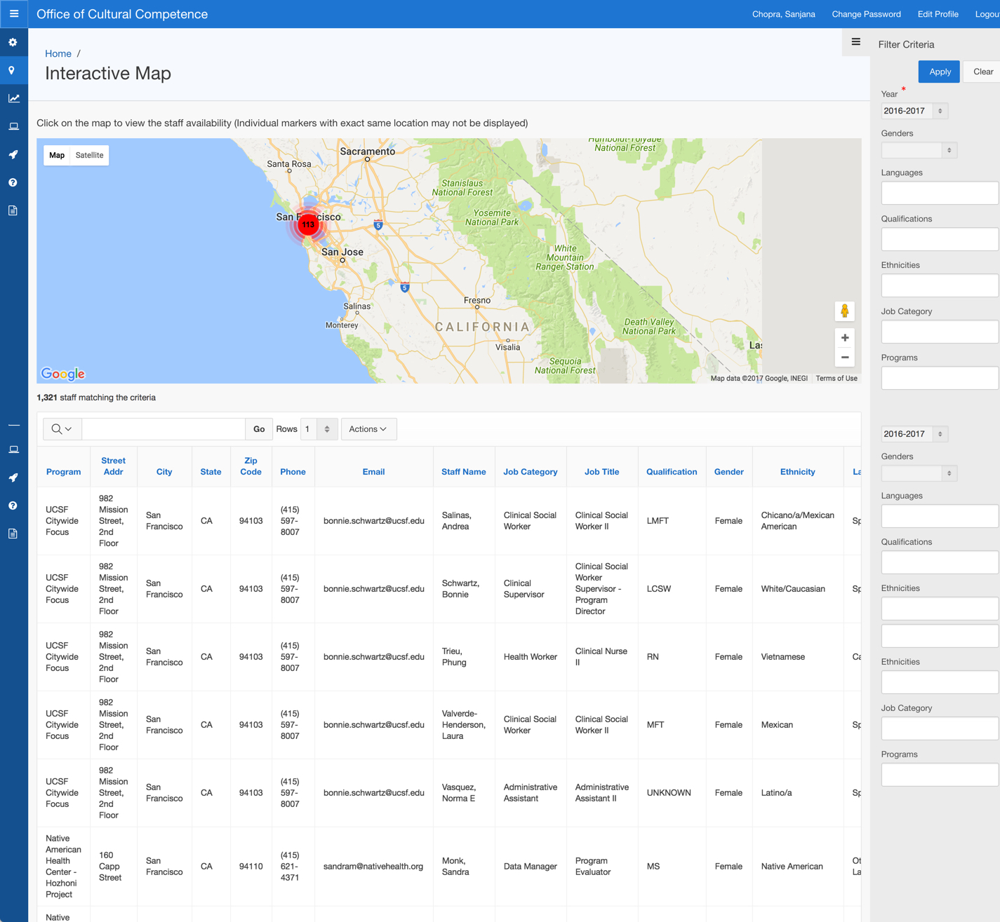 Office of Cultural Competence
Chopra, Sanjana
Change Password
Edit Profile
Logou
Home /
Interactive Map
Click on the map to view the staff availability (Individual markers with exact same location may not be displayed)
Map
Satellite
Sacramento
Santa Rosa
Humboldt-Toiyabe
National Forest
Stanislaus
National Forest
Yosemite
National Park
San Francisco
113
5
San Jose
White
Mountain
Ranger Station
5
Fresno
Salinas
Monterey
CALIFORNIA
Death Valley
National Park
Visalia
Las
Sequoia
National Forest
Google
Map data ©2017 Google, INEGI
Terms of Use
1,321 staff matching the criteria
Go
Rows
1
Actions
Program
Street
Addr
City
State
Zip
Code
Phone
Email
Staff Name
Job Category
Job Title
Qualification
Gender
Ethnicity
La
UCSF
Citywide
Focus
982
Mission
Street,
2nd
Floor
San
Francisco
CA
94103
(415)
597-
8007
bonnie.schwartz@ucsf.edu
Salinas,
Andrea
Clinical Social
Worker
Clinical Social
Worker II
LMFT
Female
Chicano/a/Mexican
American
Sp
UCSF
Citywide
Focus
982
Mission
Street,
2nd
Floor
San
Francisco
CA
94103
(415)
597-
8007
bonnie.schwartz@ucsf.edu
Schwartz,
Bonnie
Clinical
Supervisor
Clinical Social
Worker
Supervisor -
Program
Director
LCSW
Female
White/Caucasian
Sp
UCSF
Citywide
Focus
982
Mission
Street,
2nd
Floor
San
Francisco
CA
94103
(415)
597-
8007
bonnie.schwartz@ucsf.edu
Trieu,
Phung
Health Worker
Clinical Nurse
II
RN
Female
Vietnamese
Ca
UCSF
Citywide
Focus
982
Mission
Street,
2nd
Floor
San
Francisco
CA
94103
(415)
597-
8007
bonnie.schwartz@ucsf.edu
Valverde-
Henderson,
Laura
Clinical Social
Worker
Clinical Social
Worker II
MFT
Female
Mexican
Sp
UCSF
Citywide
Focus
982
Mission
Street,
2nd
Floor
San
Francisco
CA
94103
(415)
597-
8007
bonnie.schwartz@ucsf.edu
Vasquez,
Norma E
Administrative
Assistant
Administrative
Assistant II
UNKNOWN
Female
Latino/a
Sp
Native
American
Health
Center -
Hozhoni
Project
160
Capp
Street
San
Francisco
CA
94110
(415)
621-
4371
sandram@nativehealth.org
Monk,
Sandra
Data Manager
Program
Evaluator
MS
Female
Native American
Ot
La
Native
Filter Criteria
Apply
Clear
Year *
2016-2017
Genders
Languages
Qualifications
Ethnicities
Job Category
Programs
2016-2017
Genders
Languages
Qualifications
Ethnicities
Ethnicities
Job Category
Programs